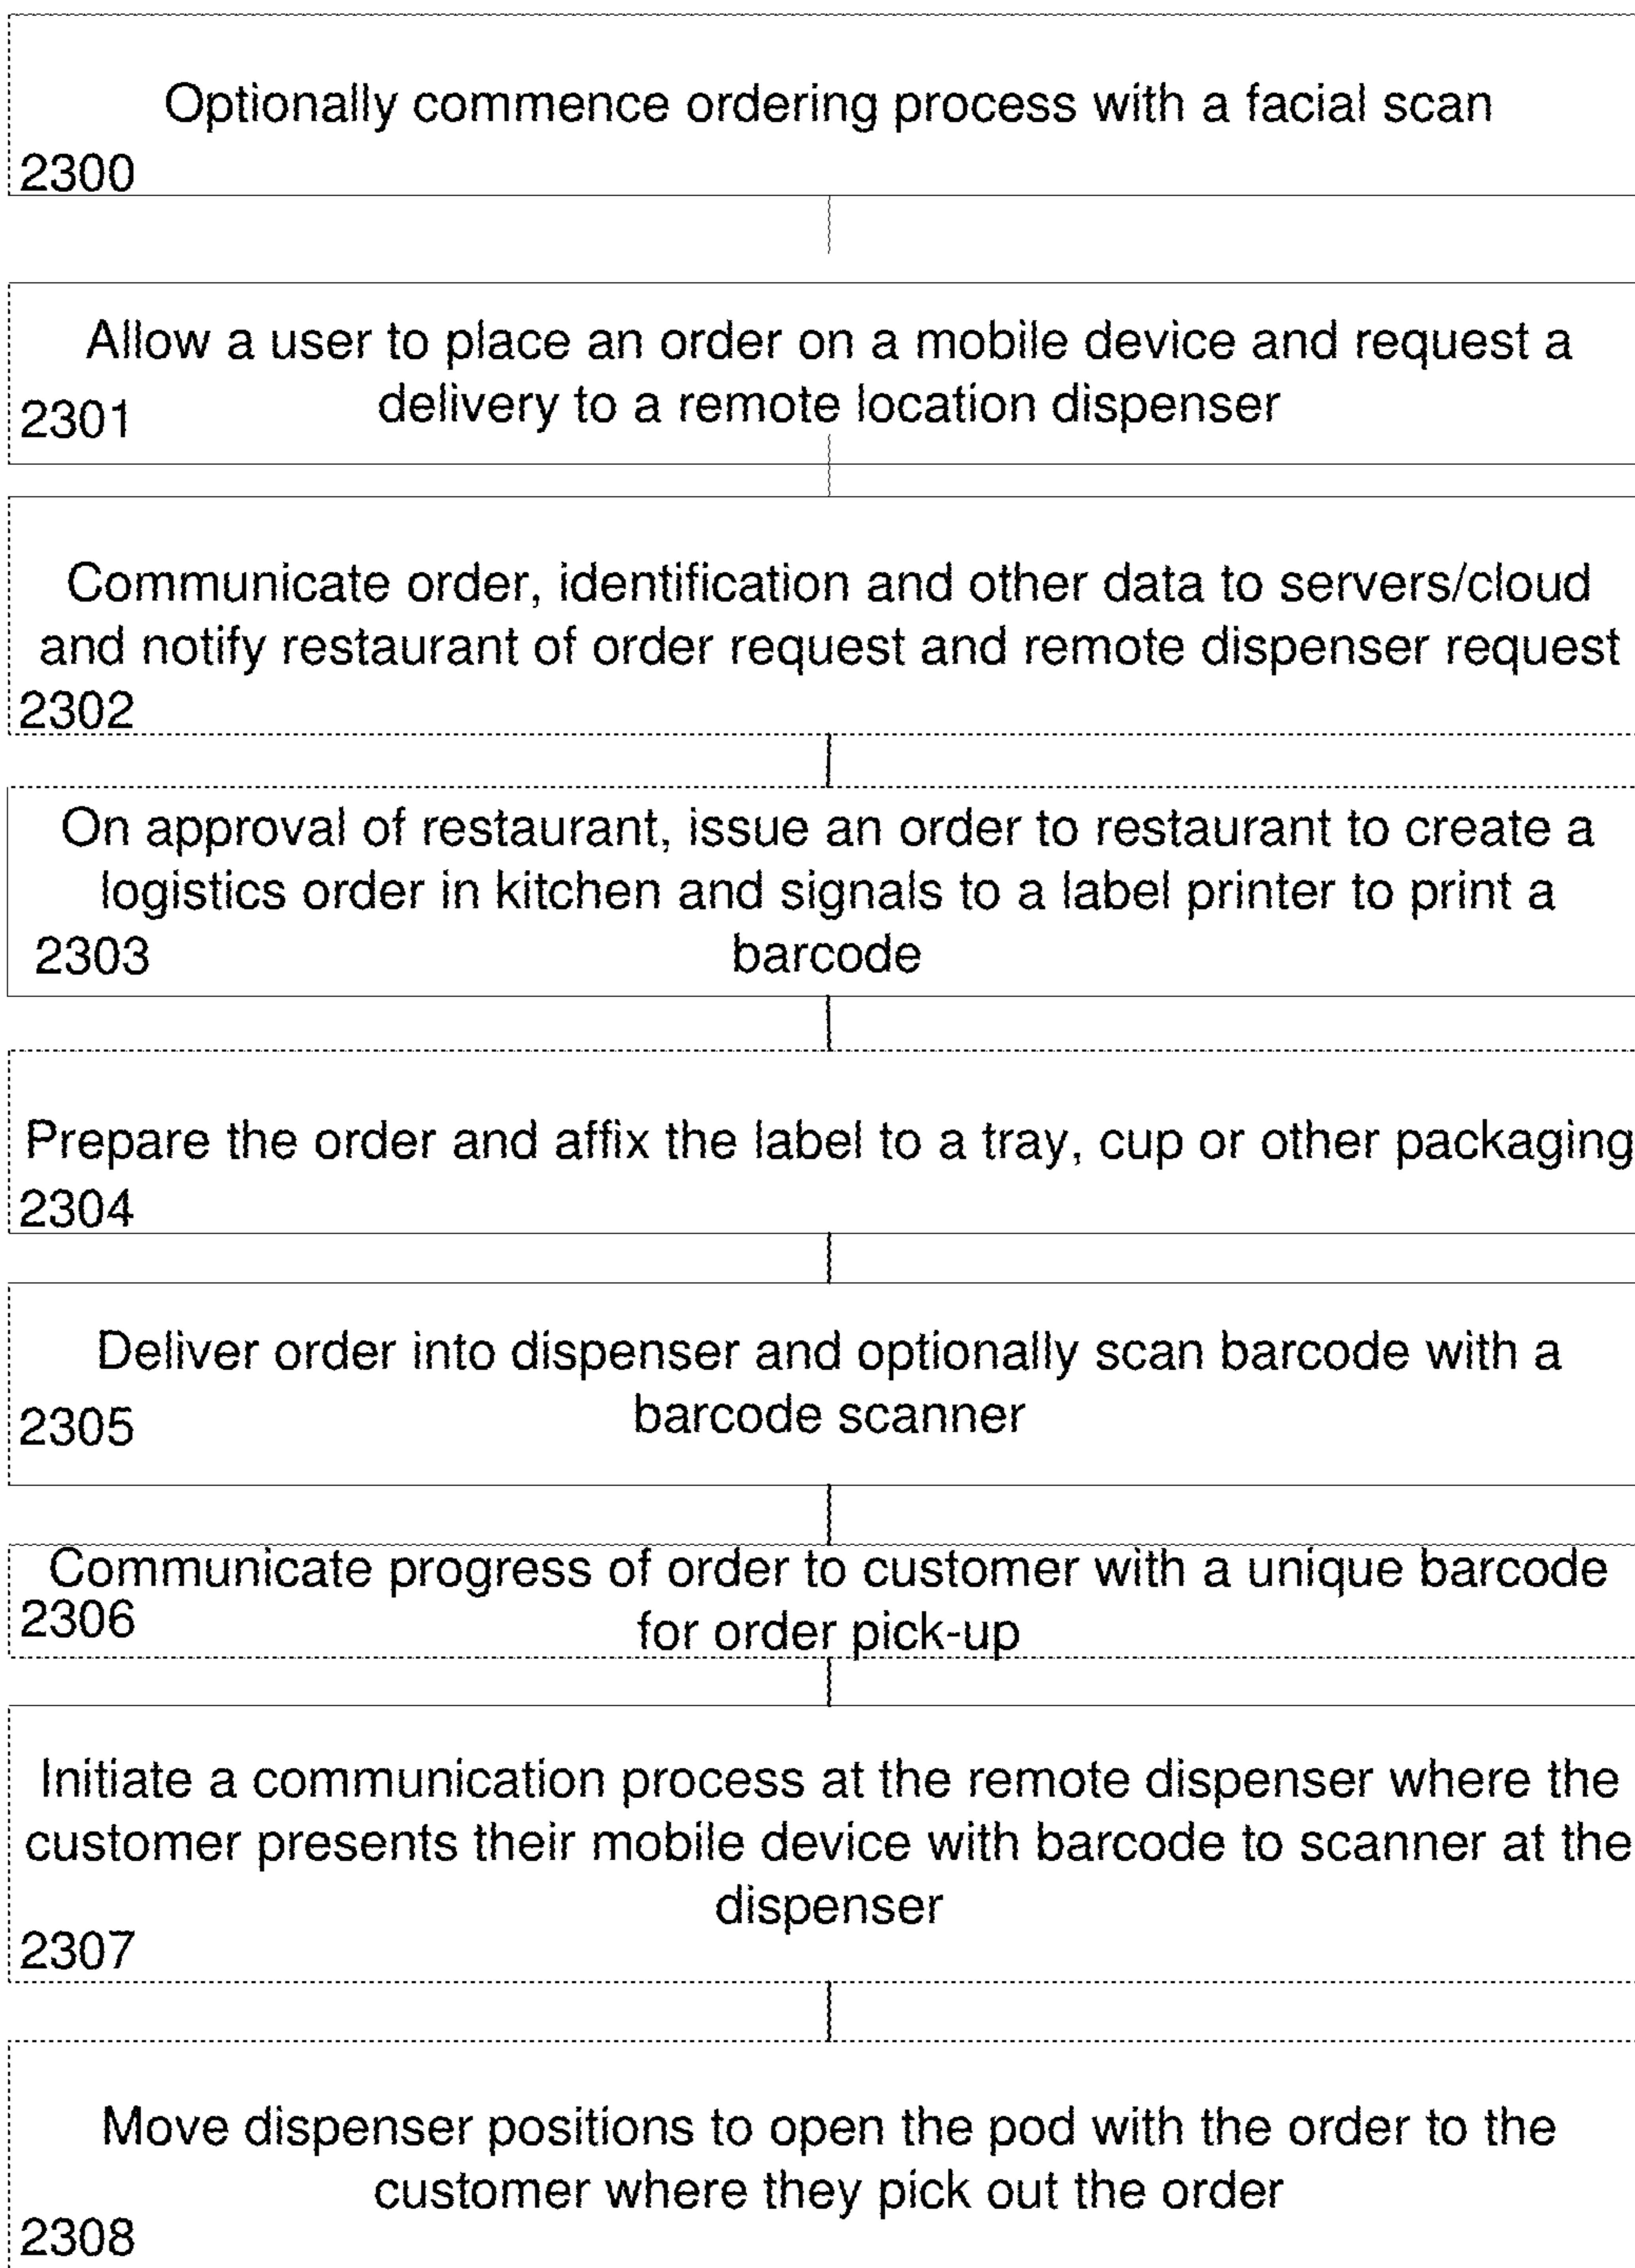 Optionally commence ordering process with a facial scan
2300
Allow a user to place an order on a mobile device and request a
delivery to a remote location dispenser
2301
Communicate order, identification and other data to servers/cloud
and notify restaurant of order request and remote dispenser request
2302
On approval of restaurant, issue an order to restaurant to create a
logistics order in kitchen and signals to a label printer to print a
barcode
2303
Prepare the order and affix the label to a tray, cup or other packaging
2304
Deliver order into dispenser and optionally scan barcode with a
barcode scanner
2305
Communicate progress of order to customer with a unique barcode
for order pick-up
2306
Initiate a communication process at the remote dispenser where the
customer presents their mobile device with barcode to scanner at the
dispenser
2307
Move dispenser positions to open the pod with the order to the
customer where they pick out the order
2308